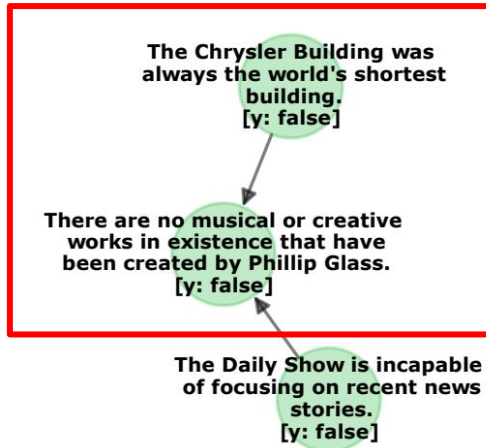 The Chrysler Building was
always the world's shortest
building.
[y: false]
There are no musical or creative
works in existence that have
been created by Phillip Glass.
[y: false]
The Daily Show is incapable
of focusing on recent news
stories.
[y: false]